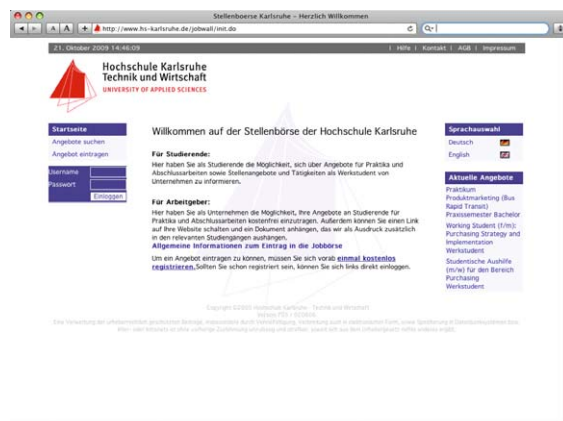 Stellenboerse Karlsruhe – Herzlich Willkommen
A A + http://www.hs-karlsruhe.de/jobwall/init.do
21. Oktober 2009 14:46:09 | Hilfe | Kontakt | AGB | Impressum
Hochschule Karlsruhe
Technik und Wirtschaft
UNIVERSITY OF APPLIED SCIENCES
Startseite
Angebote suchen
Angebot eintragen
Username
Passwort
Einloggen
Willkommen auf der Stellenbörse der Hochschule Karlsruhe
Für Studierende:
Hier haben Sie als Studierende die Möglichkeit, sich über Angebote für Praktika und
Abschlussarbeiten sowie Stellenangebote und Tätigkeiten als Werkstudent von
Unternehmen zu informieren.
Für Arbeitgeber:
Hier haben Sie als Unternehmen die Möglichkeit, Ihre Angebote an Studierende für
Praktika und Abschlussarbeiten kostenfrei einzutragen. Außerdem können Sie einen Link
auf Ihre Website schalten und ein Dokument anhängen, das wir als Ausdruck zusätzlich
in den relevanten Studiengängen aushängen.
Allgemeine Informationen zum Eintrag in die Jobbörse
Um ein Angebot eintragen zu können, müssen Sie sich vorab einmal kostenlos
registrieren.Sollten Sie schon registriert sein, können Sie sich links direkt einloggen.
Sprachauswahl
Deutsch
English
Aktuelle Angebote
Praktikum
Produktmarketing (Bus
Rapid Transit)
Praxissemester Bachelor
Working Student (f/m):
Purchasing Strategy and
Implementation
Werkstudent
Studentische Aushilfe
(m/w) für den Bereich
Purchasing
Werkstudent
Hochschule Karlsruhe - Technik und Wirtschaft